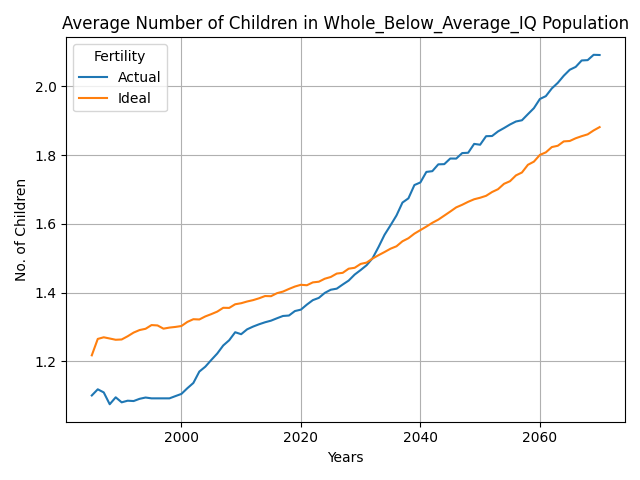 Average Number of Children in Whole_Below_Average_IQ Population
Fertility
Actual
Ideal
No. of Children
2.0
1.8
1.6
1.4
1.2
2000 2020 2040 2060
Years